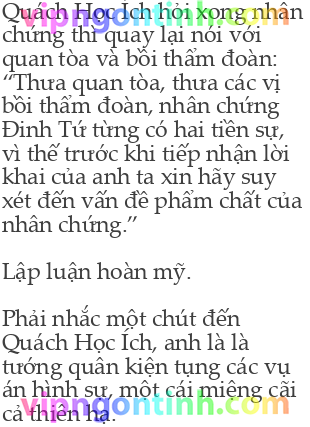 Quách Học Ích hỏi xong nhân
chứng thì quay lại nói với
quan tòa và bồi thẩm đoàn:
“Thưa quan tòa, thưa các vị
bồi thẩm đoàn, nhân chứng
Đinh Tứ từng có hai tiền sự,
vì thế trước khi tiếp nhận lời
khai của anh ta xin hãy suy
xét đến vấn đề phẩm chất của
nhân chứng.”
Lập luận hoàn mỹ.
Phải nhắc một chút đến
Quách Học Ích, anh là là
tướng quân kiện tụng các vụ
án hình sự, một cái miệng cãi
cả thiên hạ.
vipngontinh.com
vipngontinh.com